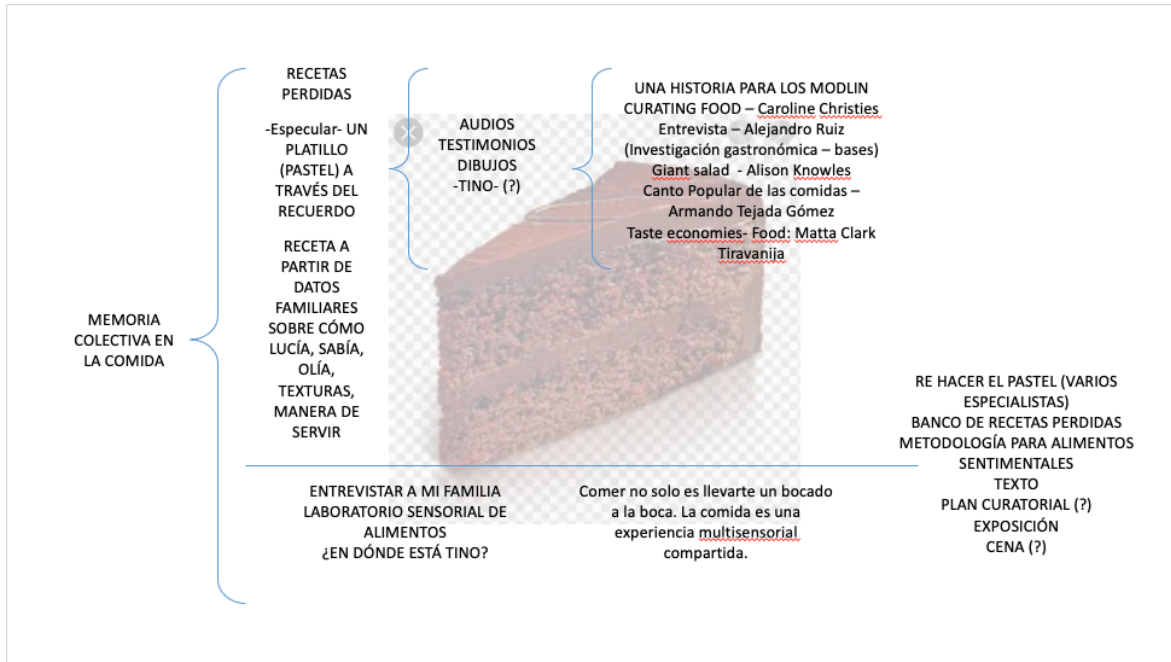 MEMORIA
COLECTIVA EN
LA COMIDA
RECETAS
PERDIDAS
-Especular- UN
PLATILLO
(PASTEL) A
TRAVÉS DEL
RECUERDO
RECETA A
PARTIR DE
DATOS
FAMILIARES
SOBRE CÓMO
LUCÍA, SABÍA,
OLÍA,
TEXTURAS,
MANERA DE
SERVIR
AUDIOS
TESTIMONIOS
DIBUJOS
-TINO- (?)
UNA HISTORIA PARA LOS MODLIN
CURATING FOOD – Caroline Christies
Entrevista – Alejandro Ruiz
(Investigación gastronómica – bases)
Giant salad - Alison Knowles
Canto Popular de las comidas –
Armando Tejada Gómez
Taste economies- Food: Matta Clark
Tiravanija
ENTREVISTAR A MI FAMILIA
LABORATORIO SENSORIAL DE
ALIMENTOS
¿EN DÓNDE ESTÁ TINO?
Comer no solo es llevarte un bocado
a la boca. La comida es una
experiencia multisensorial
compartida.
RE HACER EL PASTEL (VARIOS
ESPECIALISTAS)
BANCO DE RECETAS PERDIDAS
METODOLOGÍA PARA ALIMENTOS
SENTIMENTALES
TEXTO
PLAN CURATORIAL (?)
EXPOSICIÓN
CENA (?)